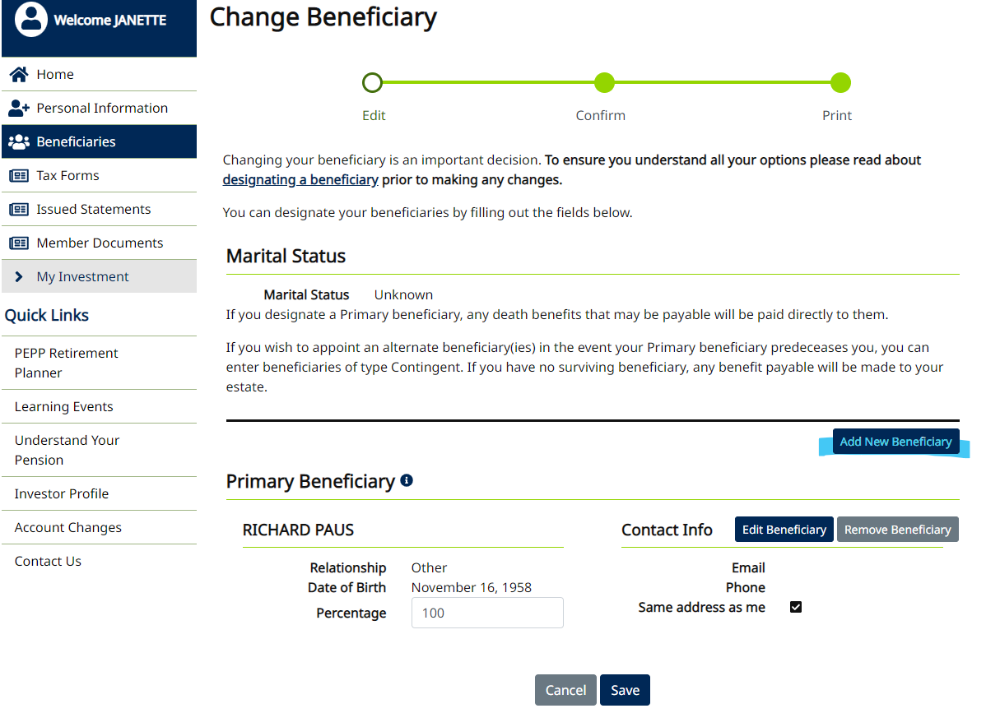 Welcome JANETTE
Home
Personal Information
Beneficiaries
Tax Forms
Issued Statements
Member Documents
My Investment
Quick Links
PEPP Retirement
Planner
Learning Events
Understand Your
Pension
Investor Profile
Account Changes
Contact Us
Change Beneficiary
Edit Confirm Print
Changing your beneficiary is an important decision. To ensure you understand all your options please read about
designating a beneficiary prior to making any changes.
You can designate your beneficiaries by filling out the fields below.
Marital Status
Marital Status Unknown
If you designate a Primary beneficiary, any death benefits that may be payable will be paid directly to them.
If you wish to appoint an alternate beneficiary(ies) in the event your Primary beneficiary predeceases you, you can
enter beneficiaries of type Contingent. If you have no surviving beneficiary, any benefit payable will be made to your
estate.
Add New Beneficiary
Primary Beneficiary
RICHARD PAUS
Relationship Other
Date of Birth November 16, 1958
Percentage 100
Contact Info Edit Beneficiary Remove Beneficiary
Email
Phone
Same address as me
Cancel Save